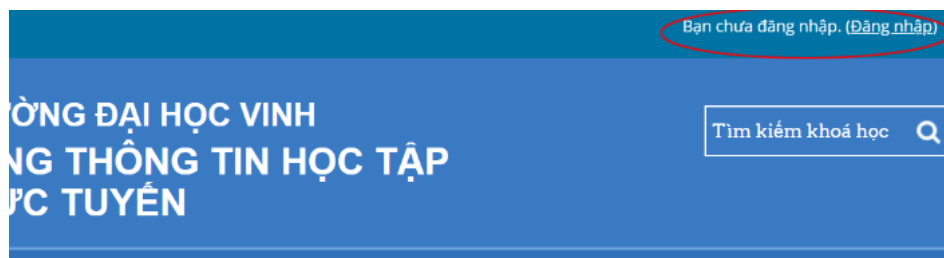 Bạn chưa đăng nhập. (Đăng nhập)
ỜNG ĐẠI HỌC VINH
Tìm kiếm khoá học
NG THÔNG TIN HỌC TẬP
ỰC TUYẾN